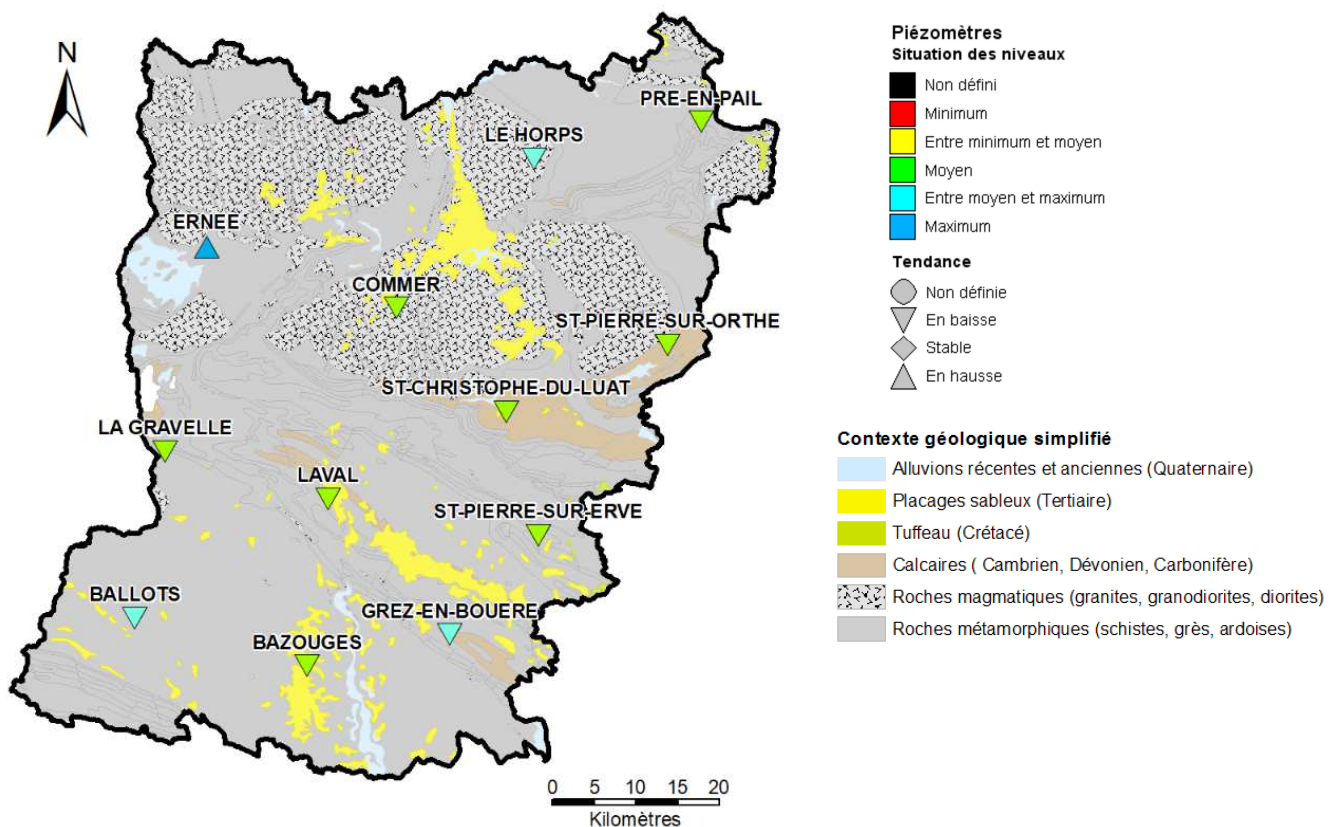 N
PRE-EN-PAIL
LE HORPS
ERNEE
COMMER
ST-PIERRE-SUR-ORTHE
ST-CHRISTOPHE-DU-LUAT
LA GRAVELLE
LAVAL
ST-PIERRE-SUR-ERVE
BALLOTS
GREZ-EN-BOUERE
BAZOUGES
0 5 10 15 20
Kilomètres
Piézomètres
Situation des niveaux
Non défini
Minimum
Entre minimum et moyen
Moyen
Entre moyen et maximum
Maximum
Tendance
Non définie
En baisse
Stable
En hausse
Contexte géologique simplifié
Alluvions récentes et anciennes (Quaternaire)
Placages sableux (Tertiaire)
Tuffeau (Crétacé)
Calcaires ( Cambrien, Dévonien, Carbonifère)
Roches magmatiques (granites, granodiorites, diorites)
Roches métamorphiques (schistes, grès, ardoises)